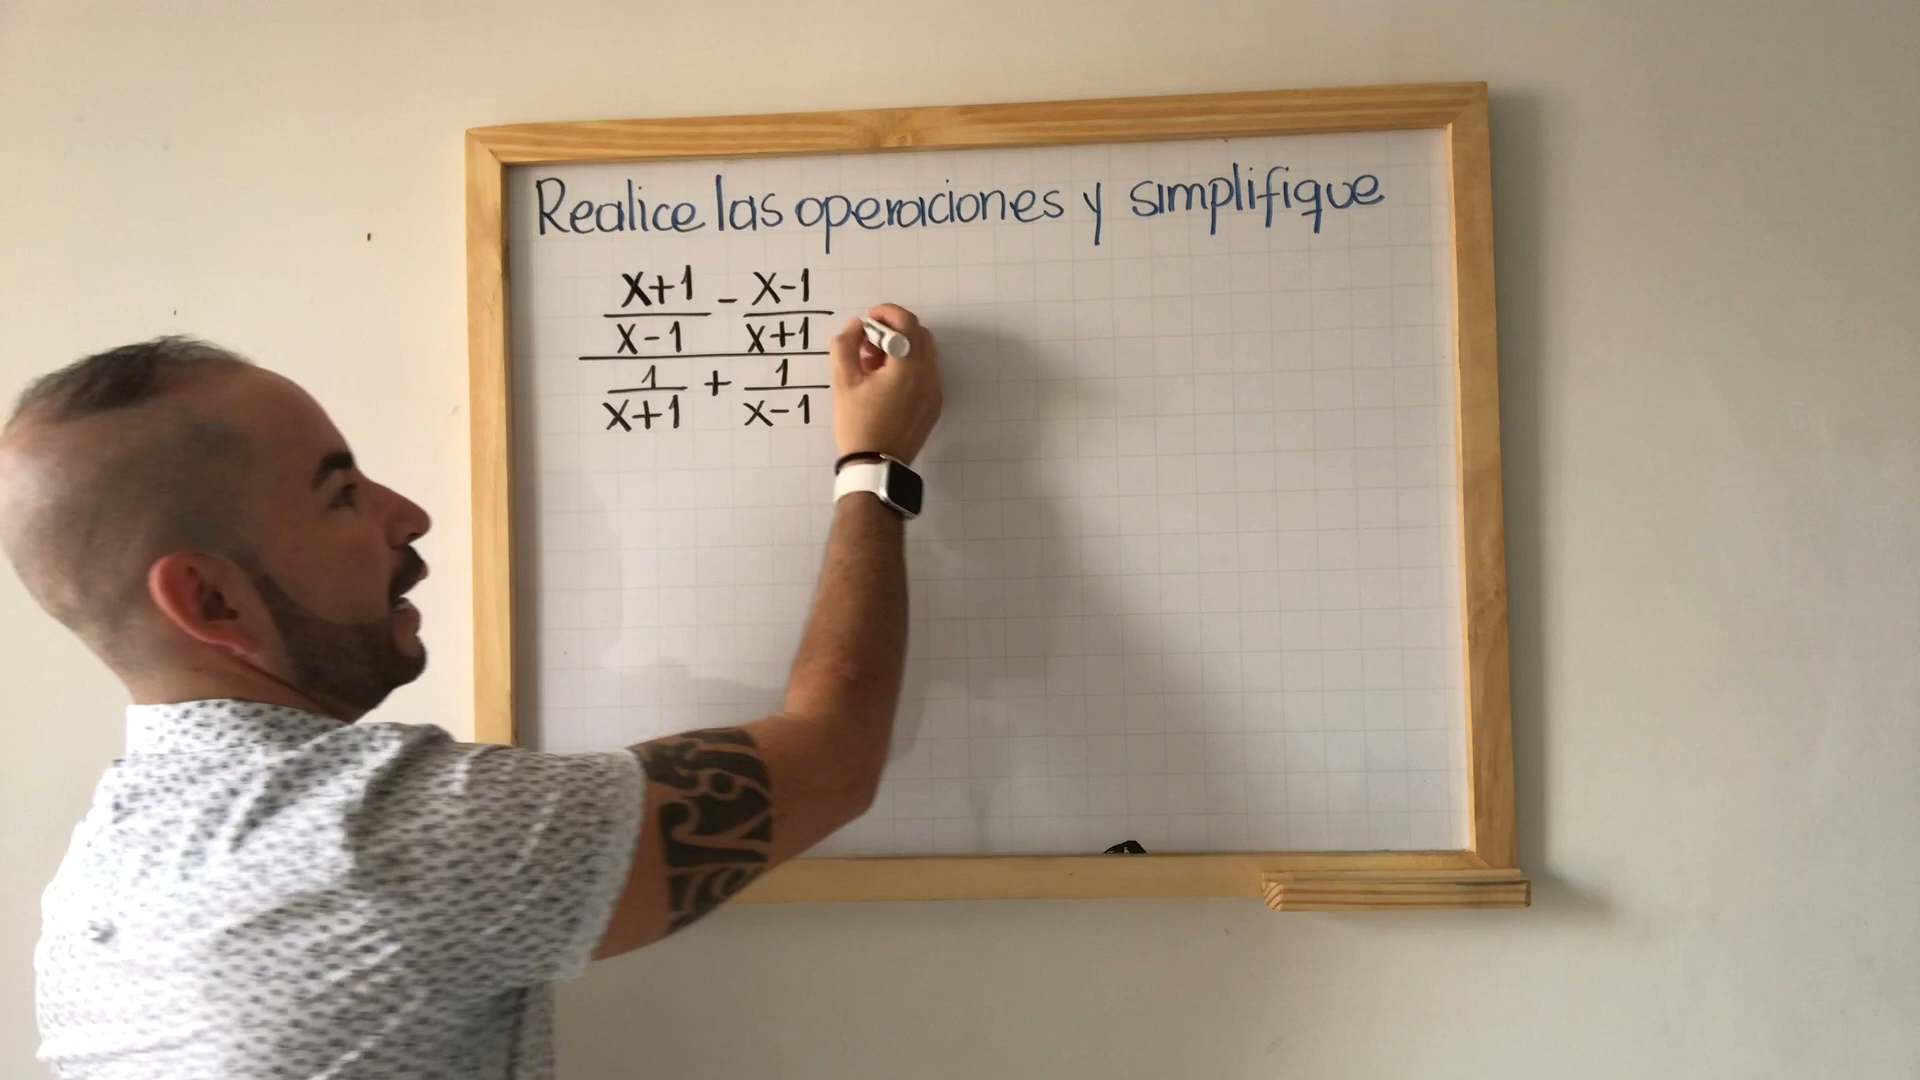 Realice las operaciones y simplifique
x+1 - x-1
x-1 x+1
1 + 1
x+1 x-1